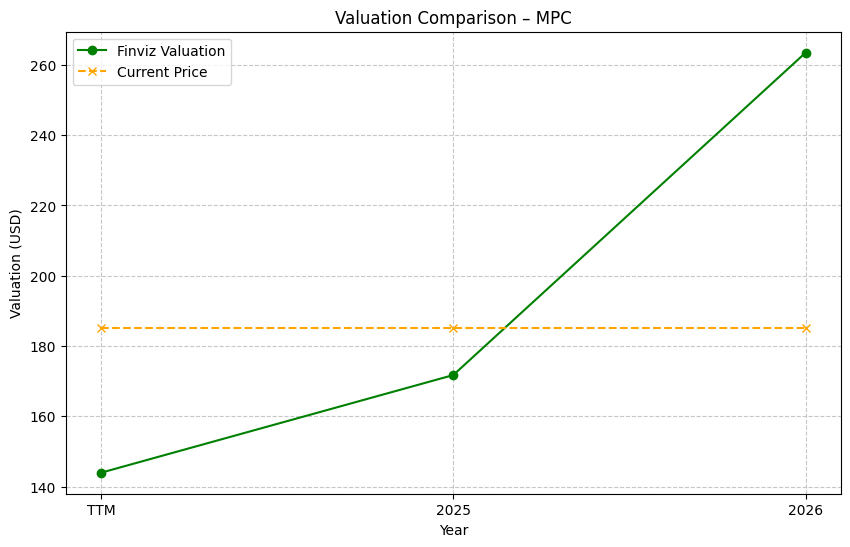 Valuation Comparison – MPC
Finviz Valuation
Current Price
Valuation (USD)
260
240
220
200
180
160
140
TTM
2025
2026
Year